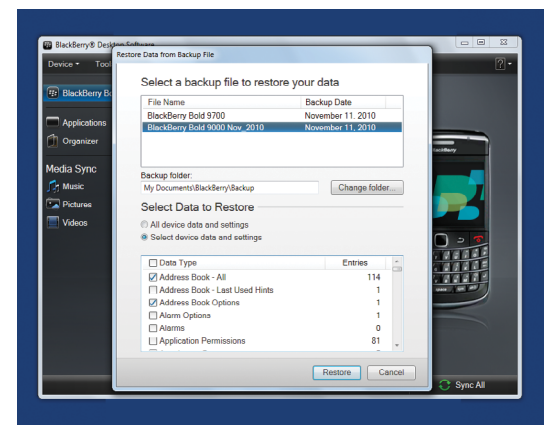 BlackBerry® Desktop Software
Restore Data from Backup File
Device
?
BlackBerry
Applications
Organizer
Media Sync
Music
Pictures
Videos
Select a backup file to restore your data
File Name Backup Date
BlackBerry Bold 9700 November 11, 2010
BlackBerry Bold 9000 Nov_2010 November 11, 2010
Backup folder:
My Documents\BlackBerry\Backup Change folder...
Select Data to Restore
All device data and settings
Select device data and settings
Data Type Entries
Address Book - All 114
Address Book - Last Used Hints 1
Address Book Options 1
Alarm Options 1
Alarms 0
Application Permissions 81
Restore Cancel
BlackBerry
Sync All